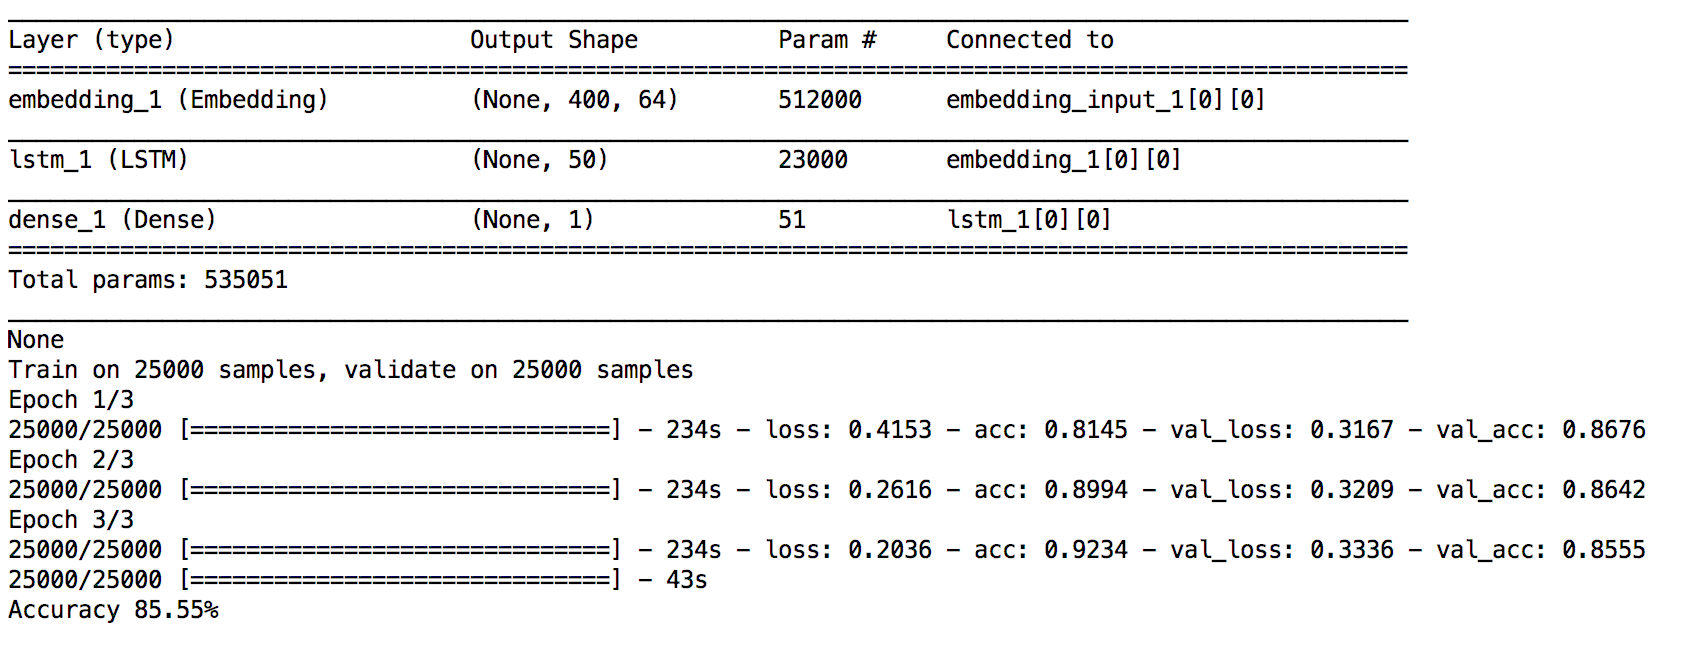 ____________________________________________________________________________________________________
Layer (type)                     Output Shape          Param #     Connected to
====================================================================================================
embedding_1 (Embedding)          (None, 400, 64)       512000      embedding_input_1[0][0]
____________________________________________________________________________________________________
lstm_1 (LSTM)                    (None, 50)            23000       embedding_1[0][0]
____________________________________________________________________________________________________
dense_1 (Dense)                  (None, 1)             51          lstm_1[0][0]
====================================================================================================
Total params: 535051
____________________________________________________________________________________________________
None
Train on 25000 samples, validate on 25000 samples
Epoch 1/3
25000/25000 [==============================] - 234s - loss: 0.4153 - acc: 0.8145 - val_loss: 0.3167 - val_acc: 0.8676
Epoch 2/3
25000/25000 [==============================] - 234s - loss: 0.2616 - acc: 0.8994 - val_loss: 0.3209 - val_acc: 0.8642
Epoch 3/3
25000/25000 [==============================] - 234s - loss: 0.2036 - acc: 0.9234 - val_loss: 0.3336 - val_acc: 0.8555
25000/25000 [==============================] - 43s
Accuracy 85.55%